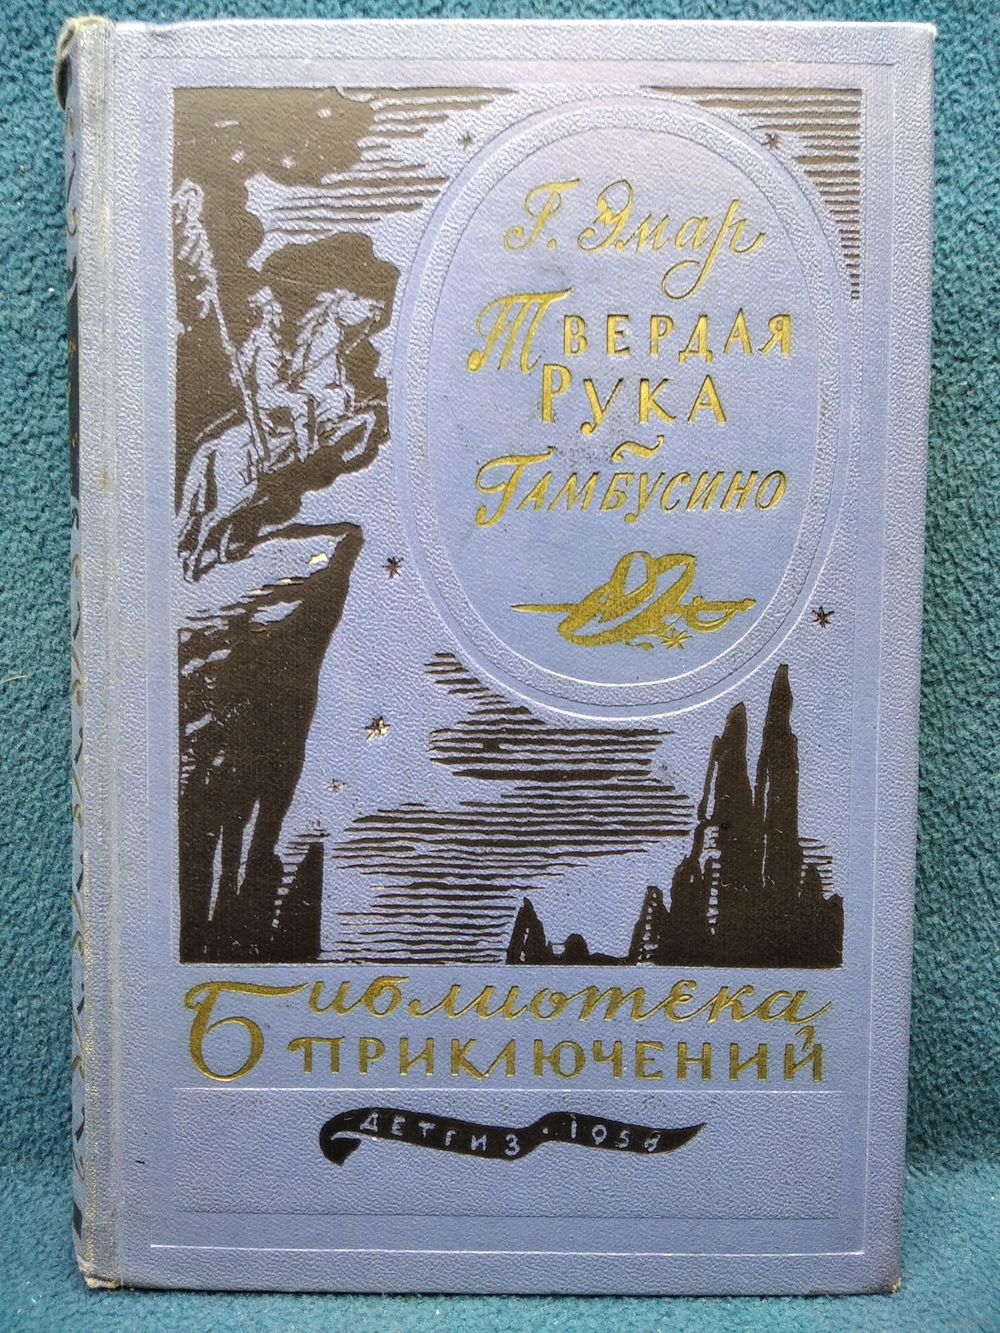 Г. Эмар
Твердая
Рука
Гамбусино
Библиотека
приключений
ДЕТГИЗ · 1958